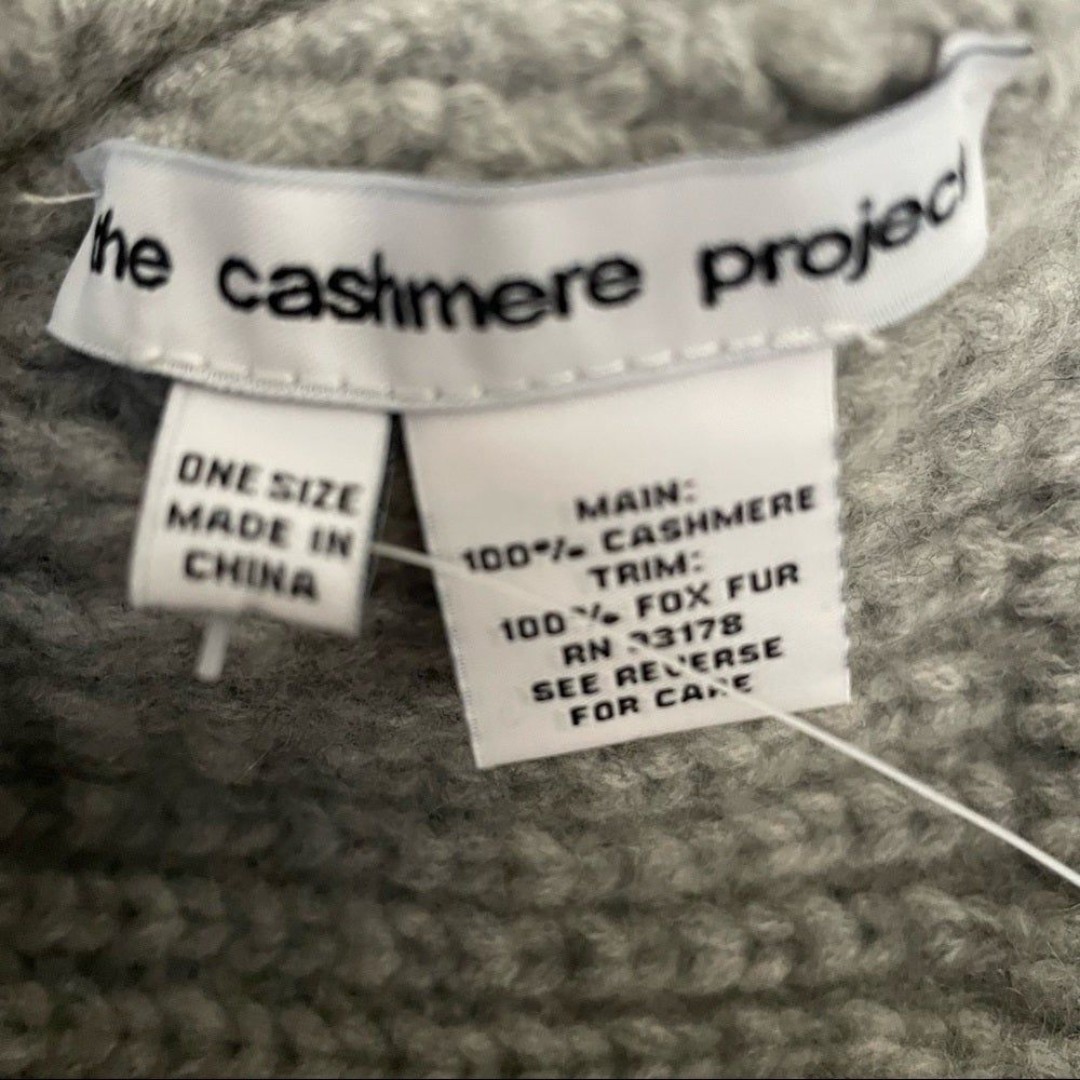 the cashmere project
ONE SIZE
MADE IN
CHINA
MAIN:
100% CASHMERE
TRIM:
100% FOX FUR
RN
SEE REVERSE
FOR CARE